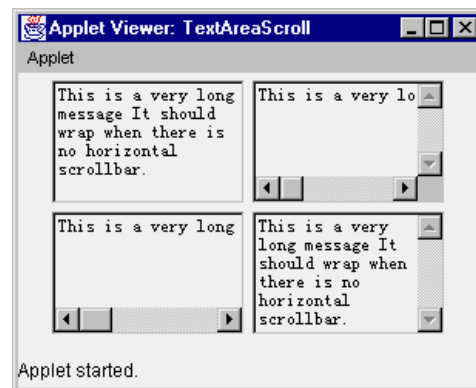 Applet Viewer: TextAreaScroll
Applet
This is a very long
message It should
wrap when there is
no horizontal
scrollbar.
This is a very lo
This is a very long
This is a very
long message It
should wrap when
there is no
horizontal
scrollbar.
Applet started.